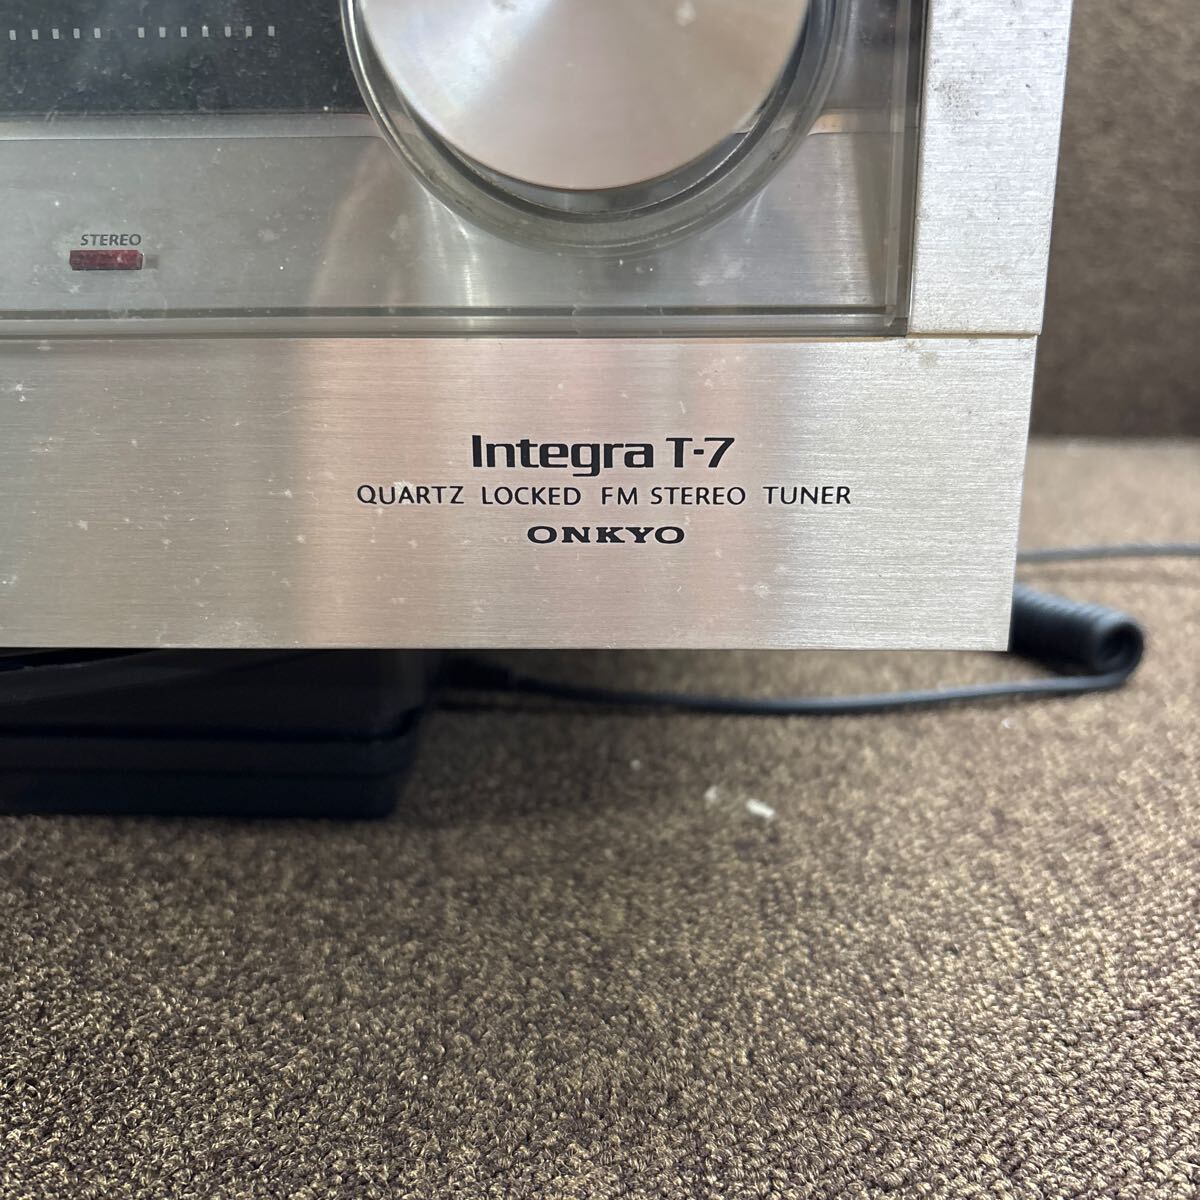 STEREO
Integra T-7
QUARTZ LOCKED FM STEREO TUNER
ONKYO